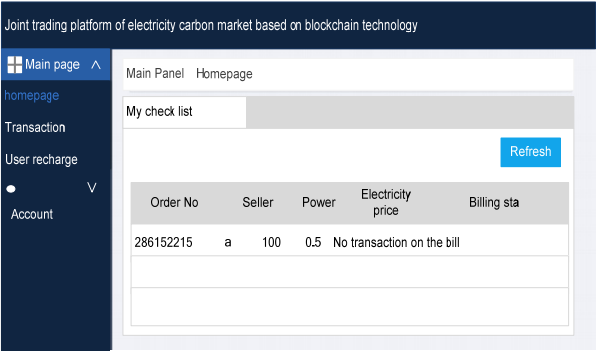 Joint trading platform of electricity carbon market based on blockchain technology
Main page
homepage
Transaction
User recharge
Account
Main Panel Homepage
My check list
Refresh
Order No Seller Power Electricity price Billing sta
286152215 a 100 0.5 No transaction on the bill